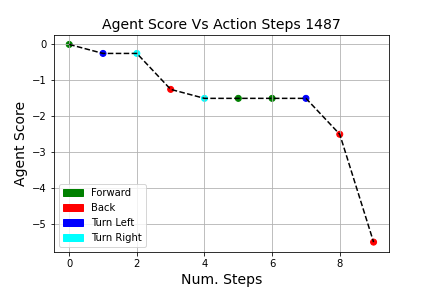 Agent Score Vs Action Steps 1487
0
−1
−2
−3
−4
−5
Agent Score
Forward
Back
Turn Left
Turn Right
0 2 4 6 8
Num. Steps